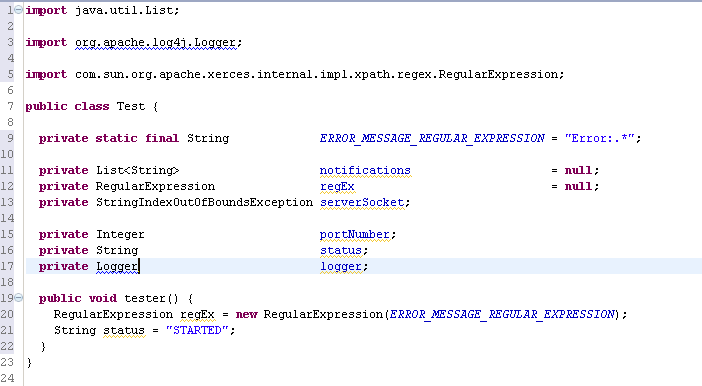 1 import java.util.List;
2
3 import org.apache.log4j.Logger;
4
5 import com.sun.org.apache.xerces.internal.impl.xpath.regex.RegularExpression;
6
7 public class Test {
8
9 private static final String ERROR_MESSAGE_REGULAR_EXPRESSION = "Error:.*";
10
11 private List<String> notifications = null;
12 private RegularExpression regEx = null;
13 private StringIndexOutOfBoundsException serverSocket;
14
15 private Integer portNumber;
16 private String status;
17 private Logger logger;
18
19 public void tester() {
20 RegularExpression regEx = new RegularExpression(ERROR_MESSAGE_REGULAR_EXPRESSION);
21 String status = "STARTED";
22 }
23 }
24